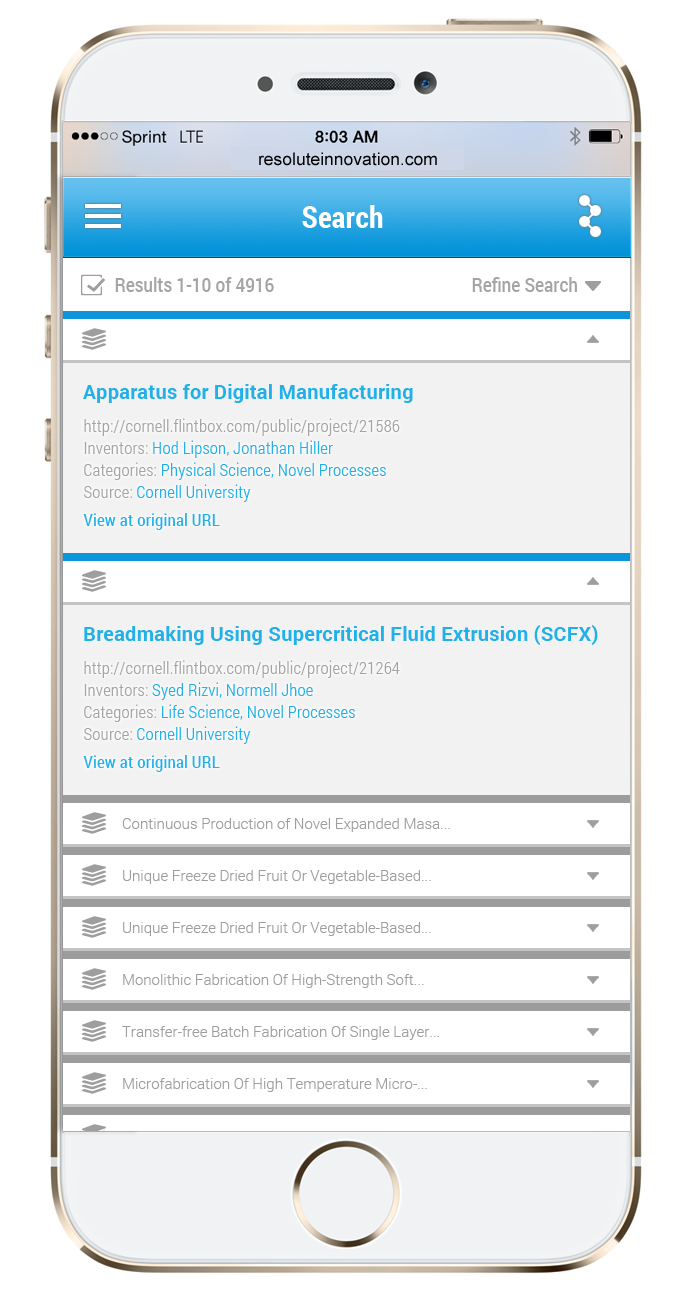 Sprint LTE 8:03 AM
resoluteinnovation.com
Search
Results 1-10 of 4916 Refine Search
Apparatus for Digital Manufacturing
http://cornell.flintbox.com/public/project/21586
Inventors: Hod Lipson, Jonathan Hiller
Categories: Physical Science, Novel Processes
Source: Cornell University
View at original URL
Breadmaking Using Supercritical Fluid Extrusion (SCFX)
http://cornell.flintbox.com/public/project/21264
Inventors: Syed Rizvi, Normell Jhoe
Categories: Life Science, Novel Processes
Source: Cornell University
View at original URL
Continuous Production of Novel Expanded Masa...
Unique Freeze Dried Fruit Or Vegetable-Based...
Unique Freeze Dried Fruit Or Vegetable-Based...
Monolithic Fabrication Of High-Strength Soft...
Transfer-free Batch Fabrication Of Single Layer...
Microfabrication Of High Temperature Micro-...